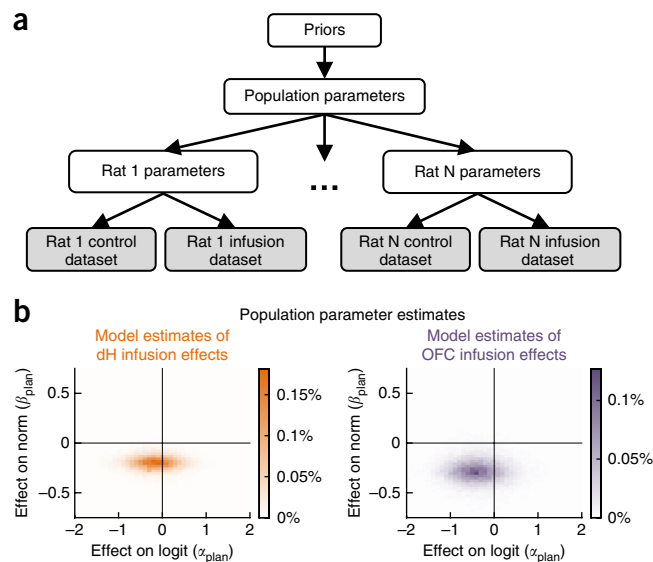 a
Priors
Population parameters
Rat 1 parameters
...
Rat N parameters
Rat 1 control
dataset
Rat 1 infusion
dataset
Rat N control
dataset
Rat N infusion
dataset
b
Population parameter estimates
Model estimates of
dH infusion effects
Effect on norm (βplan)
0.5
0
−0.5
−2
−1
0
1
2
Effect on logit (αplan)
0.15%
0.1%
0.05%
0%
Model estimates of
OFC infusion effects
Effect on norm (βplan)
0.5
0
−0.5
−2
−1
0
1
2
Effect on logit (αplan)
0.1%
0.05%
0%